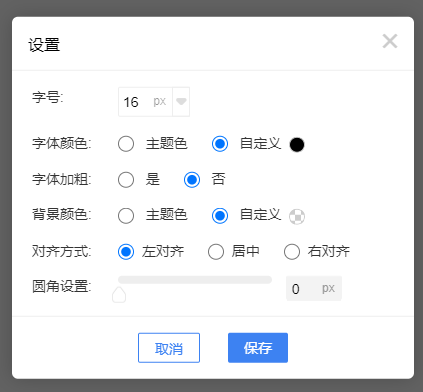 设置
字号: 16 px
字体颜色: 主题色 自定义
字体加粗: 是 否
背景颜色: 主题色 自定义
对齐方式: 左对齐 居中 右对齐
圆角设置: 0 px
取消 保存